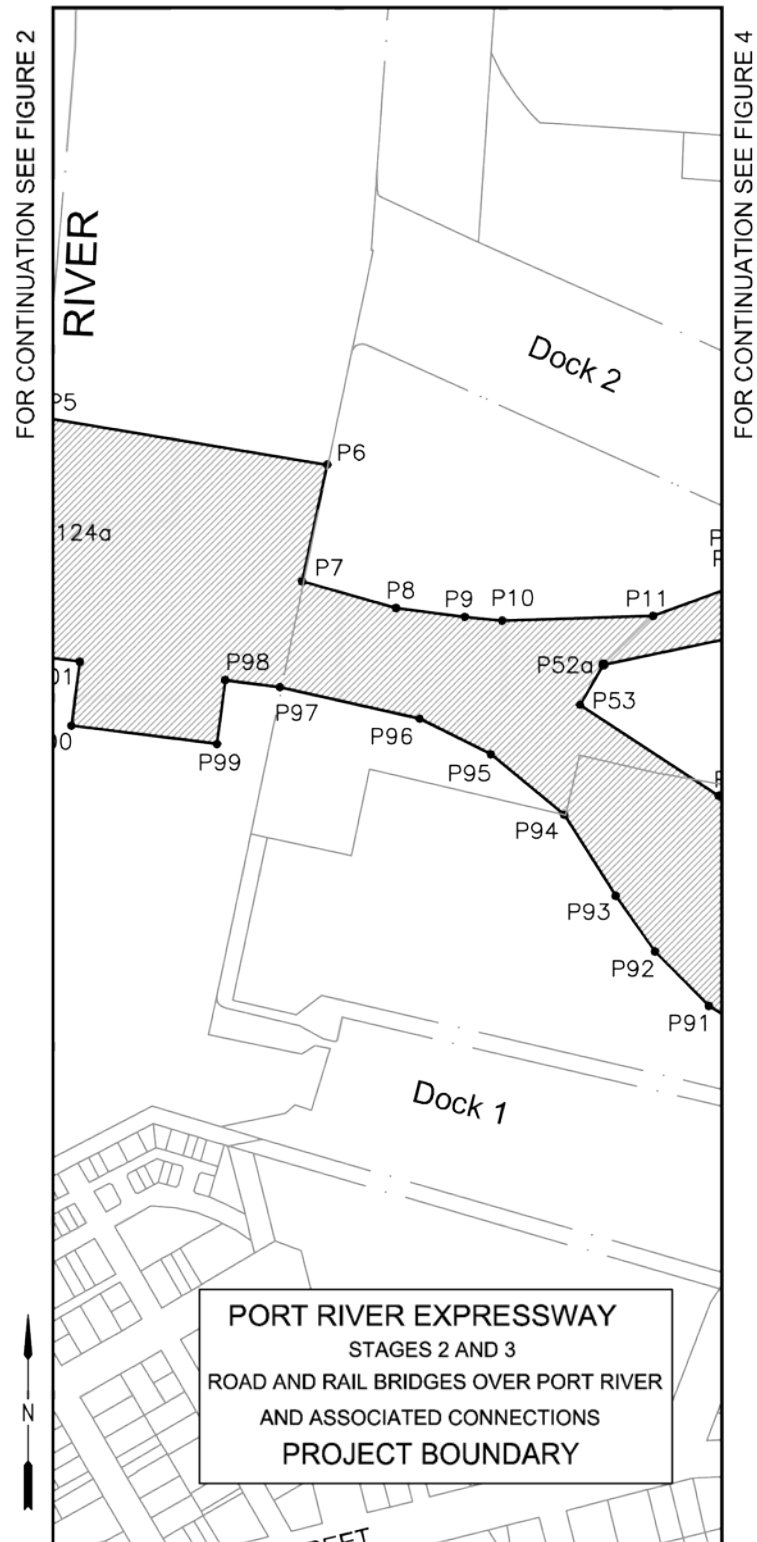 FOR CONTINUATION SEE FIGURE 2
FOR CONTINUATION SEE FIGURE 4
RIVER
Dock 2
P5
P6
124a
P7
P8
P9
P10
P11
P52a
P98
P53
P97
P96
P99
P95
P94
P93
P92
P91
Dock 1
PORT RIVER EXPRESSWAY
STAGES 2 AND 3
ROAD AND RAIL BRIDGES OVER PORT RIVER
AND ASSOCIATED CONNECTIONS
PROJECT BOUNDARY
N